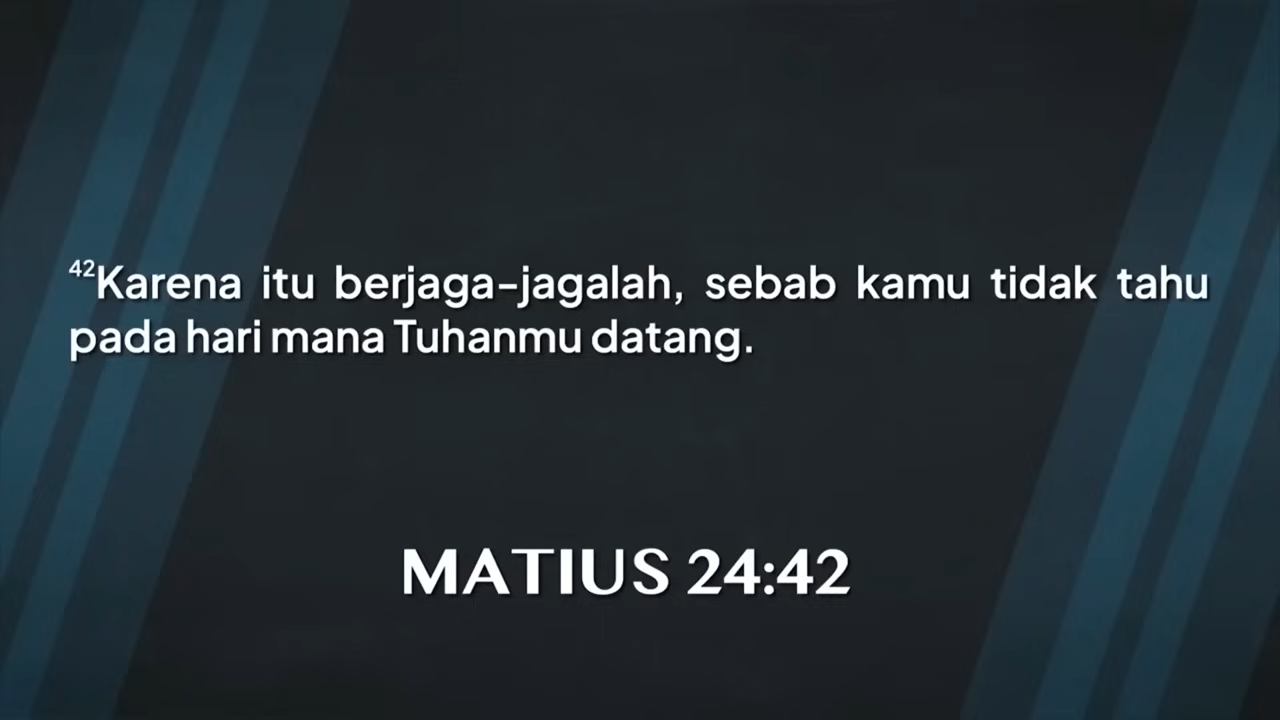 ⁴²Karena itu berjaga-jagalah, sebab kamu tidak tahu
pada hari mana Tuhanmu datang.
MATIUS 24:42